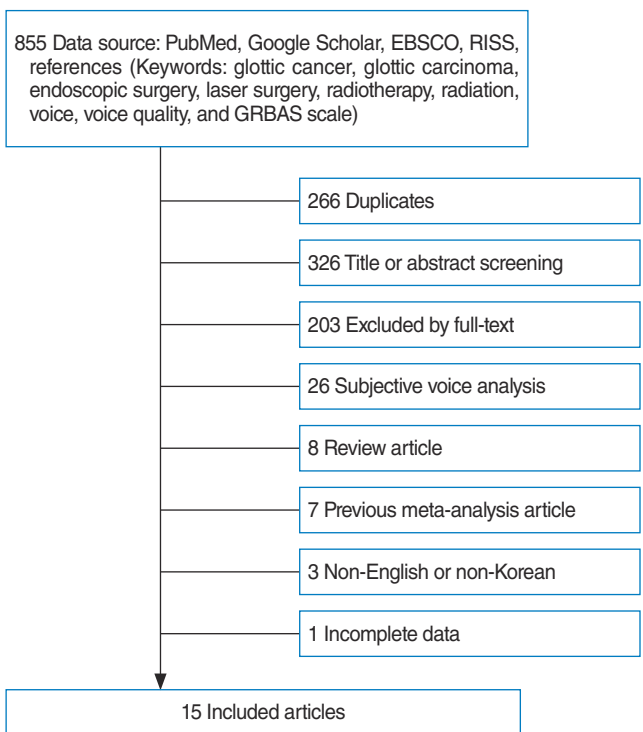 855 Data source: PubMed, Google Scholar, EBSCO, RISS,
references (Keywords: glottic cancer, glottic carcinoma,
endoscopic surgery, laser surgery, radiotherapy, radiation,
voice, voice quality, and GRBAS scale)
266 Duplicates
326 Title or abstract screening
203 Excluded by full-text
26 Subjective voice analysis
8 Review article
7 Previous meta-analysis article
3 Non-English or non-Korean
1 Incomplete data
15 Included articles